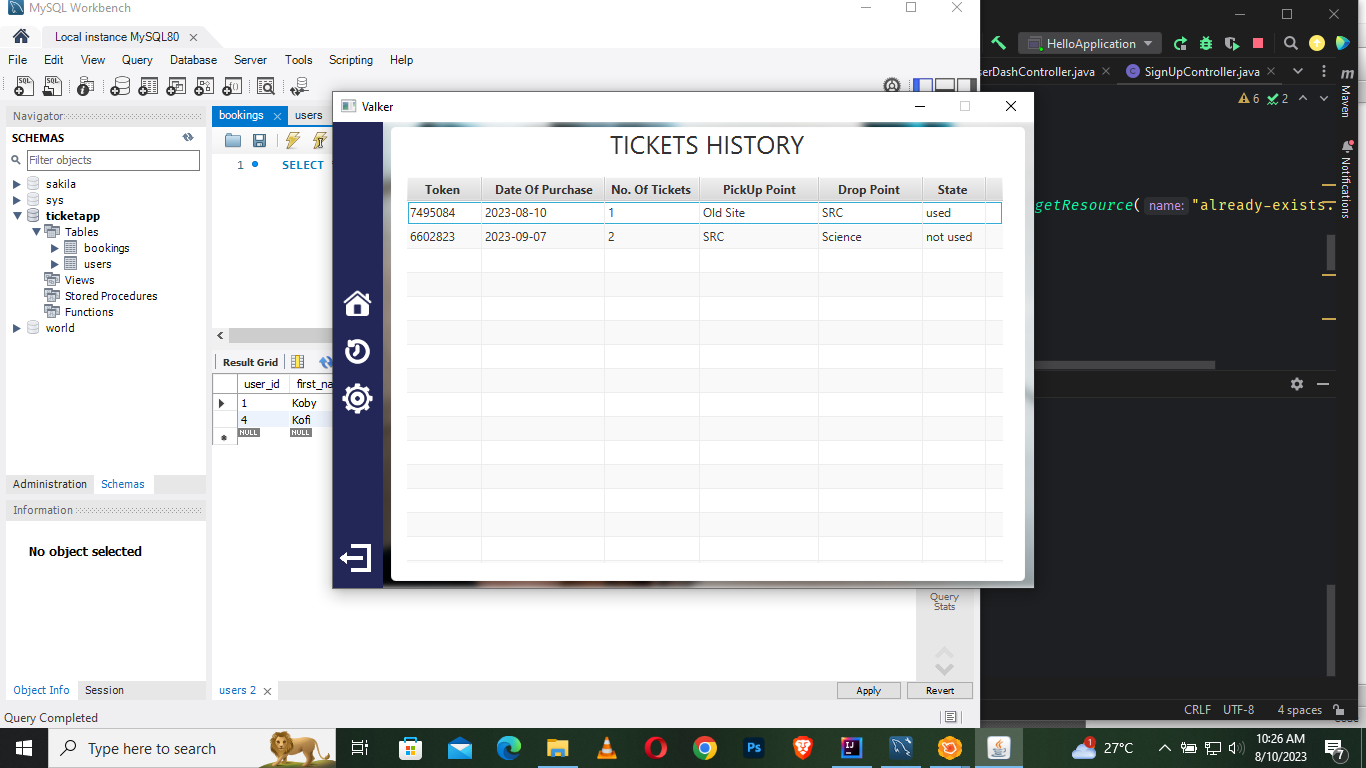 MySQL Workbench
Local instance MySQL80
File Edit View Query Database Server Tools Scripting Help
Navigator
SCHEMAS
Filter objects
sakila
sys
ticketapp
Tables
bookings
users
Views
Stored Procedures
Functions
world
Administration Schemas
Information
No object selected
Object Info Session
Query Completed
bookings users
1 SELECT
Result Grid
user_id
1 Koby
4 Kofi
NULL NULL
users 2
Apply Revert
Query
Stats
Valker
TICKETS HISTORY
Token Date Of Purchase No. Of Tickets PickUp Point Drop Point State
7495084 2023-08-10 1 Old Site SRC used
6602823 2023-09-07 2 SRC Science not used
HelloApplication
serDashController.java SignUpController.java
6 2
getResource( name: "already-exists.
Maven
Notifications
CRLF UTF-8 4 spaces
Type here to search
27°C
10:26 AM
8/10/2023
7